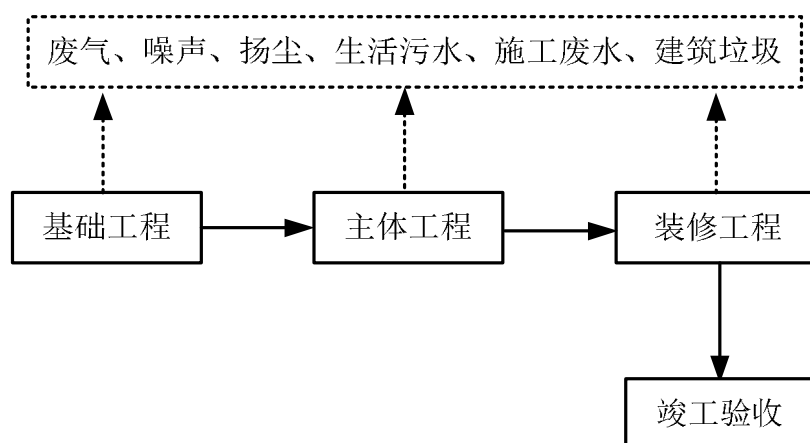 废气、噪声、扬尘、生活污水、施工废水、建筑垃圾
基础工程
主体工程
装修工程
竣工验收